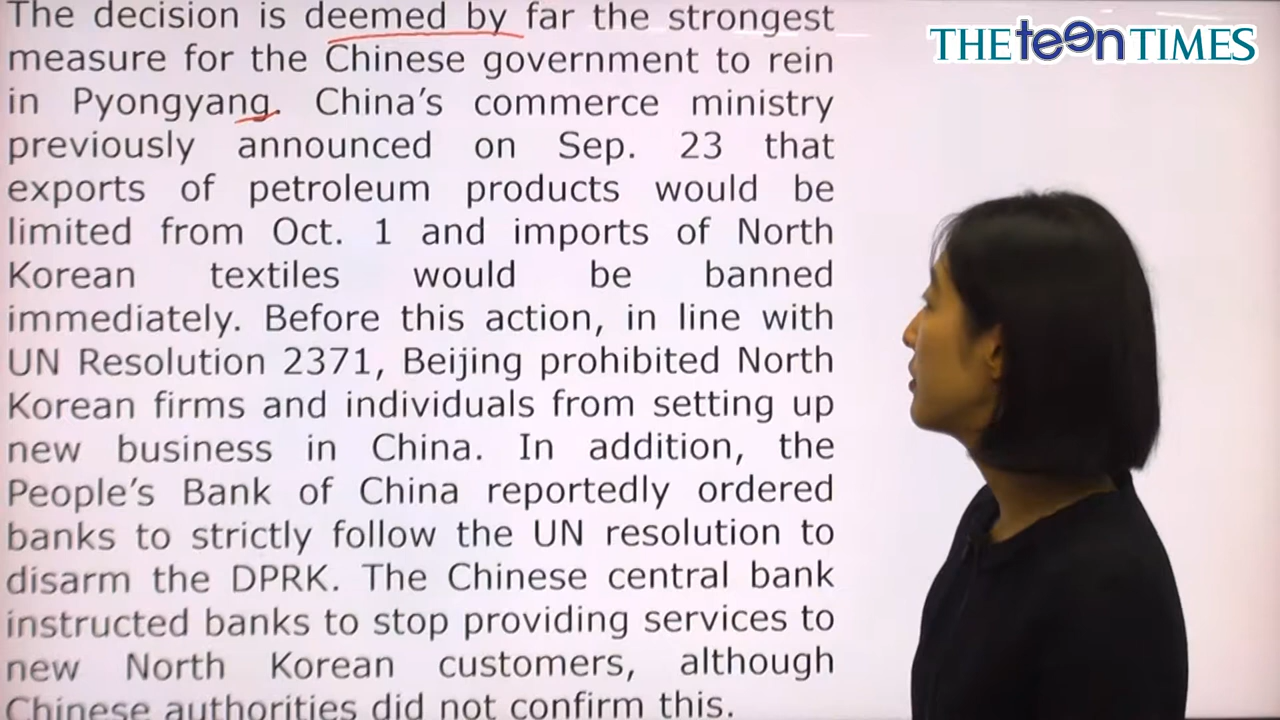 The decision is deemed by far the strongest
measure for the Chinese government to rein
in Pyongyang. China's commerce ministry
previously announced on Sep. 23 that
exports of petroleum products would be
limited from Oct. 1 and imports of North
Korean textiles would be banned
immediately. Before this action, in line with
UN Resolution 2371, Beijing prohibited North
Korean firms and individuals from setting up
new business in China. In addition, the
People's Bank of China reportedly ordered
banks to strictly follow the UN resolution to
disarm the DPRK. The Chinese central bank
instructed banks to stop providing services to
new North Korean customers, although
Chinese authorities did not confirm this.
THE teen TIMES